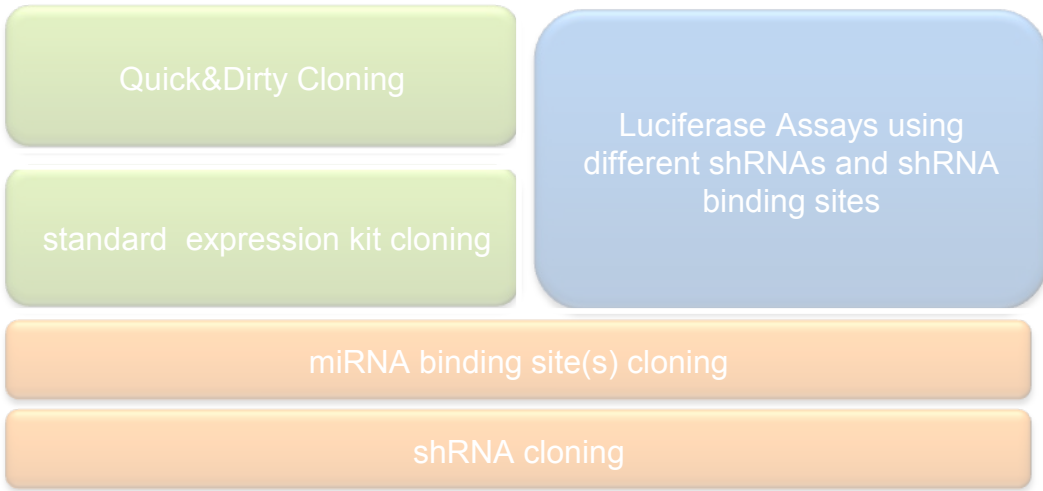 Quick&Dirty Cloning
standard expression kit cloning
Luciferase Assays using
different shRNAs and shRNA
binding sites
miRNA binding site(s) cloning
shRNA cloning